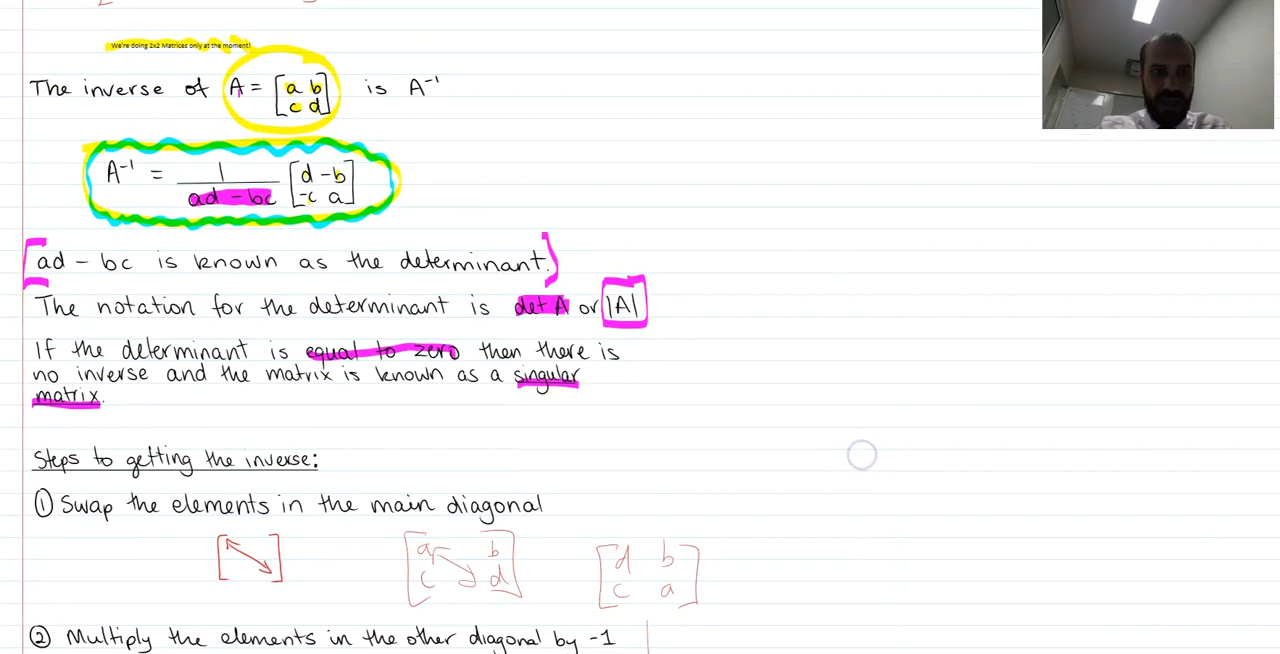 We're doing 2x2 Matrices only at the moment!
The inverse of A = [a b
c d] is A⁻¹
A⁻¹ = 1/(ad - bc) [d -b
-c a]
ad - bc is known as the determinant.
The notation for the determinant is det A or |A|
If the determinant is equal to zero then there is
no inverse and the matrix is known as a singular
matrix.
Steps to getting the inverse:
① Swap the elements in the main diagonal
[a b
c d] [d b
c a]
② Multiply the elements in the other diagonal by -1